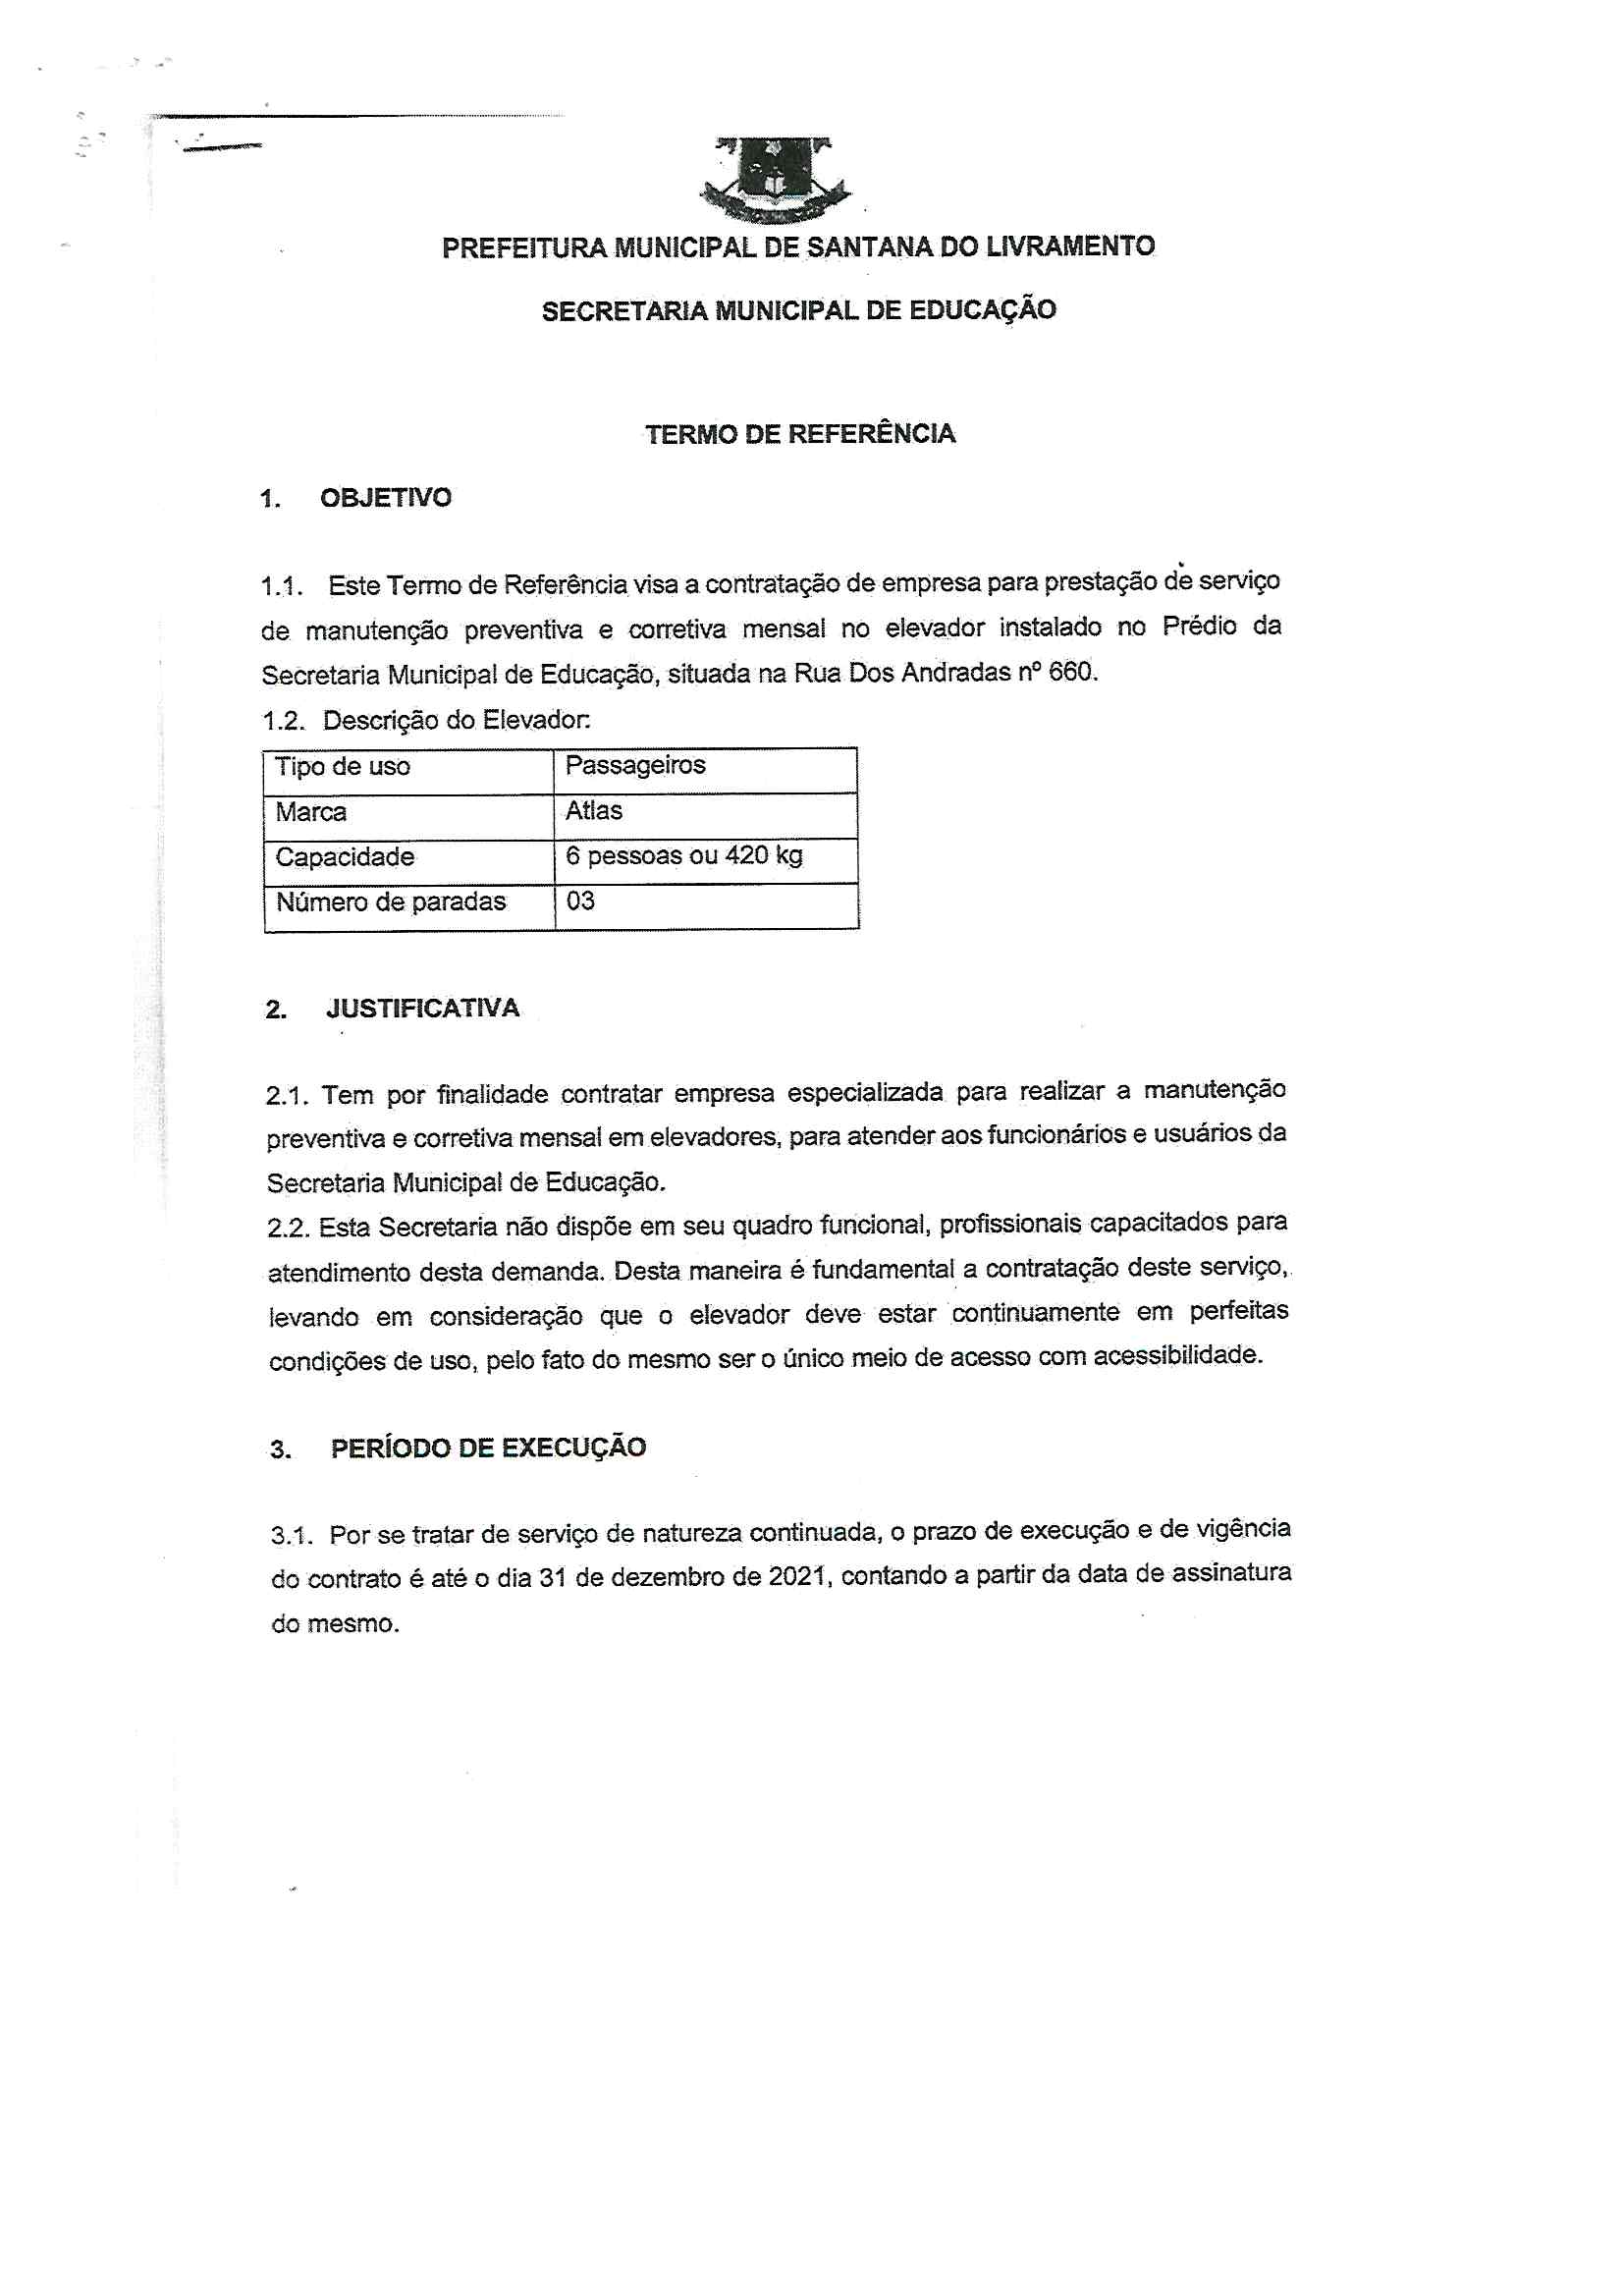 PREFEITURA MUNICIPAL DE SANTANA DO LIVRAMENTO
SECRETARIA MUNICIPAL DE EDUCAÇÃO
TERMO DE REFERÊNCIA
1. OBJETIVO
1.1. Este Termo de Referência visa a contratação de empresa para prestação de serviço
de manutenção preventiva e corretiva mensal no elevador instalado no Prédio da
Secretaria Municipal de Educação, situada na Rua Dos Andradas nº 660.
1.2. Descrição do Elevador:
Tipo de uso Passageiros
Marca Atlas
Capacidade 6 pessoas ou 420 kg
Número de paradas 03
2. JUSTIFICATIVA
2.1. Tem por finalidade contratar empresa especializada para realizar a manutenção
preventiva e corretiva mensal em elevadores, para atender aos funcionários e usuários da
Secretaria Municipal de Educação.
2.2. Esta Secretaria não dispõe em seu quadro funcional, profissionais capacitados para
atendimento desta demanda. Desta maneira é fundamental a contratação deste serviço,
levando em consideração que o elevador deve estar continuamente em perfeitas
condições de uso, pelo fato do mesmo ser o único meio de acesso com acessibilidade.
3. PERÍODO DE EXECUÇÃO
3.1. Por se tratar de serviço de natureza continuada, o prazo de execução e de vigência
do contrato é até o dia 31 de dezembro de 2021, contando a partir da data de assinatura
do mesmo.